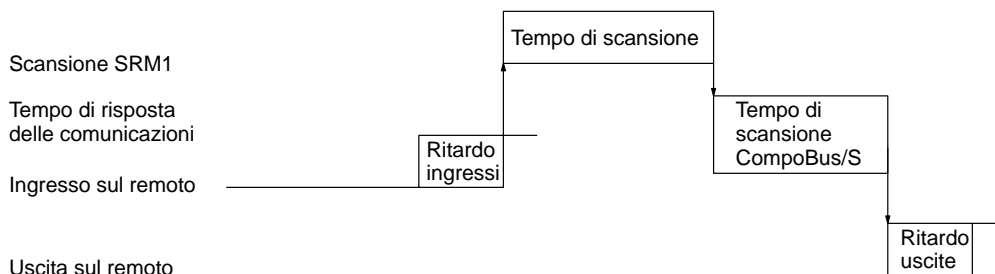 Scansione SRM1
Tempo di scansione
Tempo di risposta
delle comunicazioni
Tempo di
scansione
CompoBus/S
Ritardo
ingressi
Ingresso sul remoto
Ritardo
uscite
Uscita sul remoto